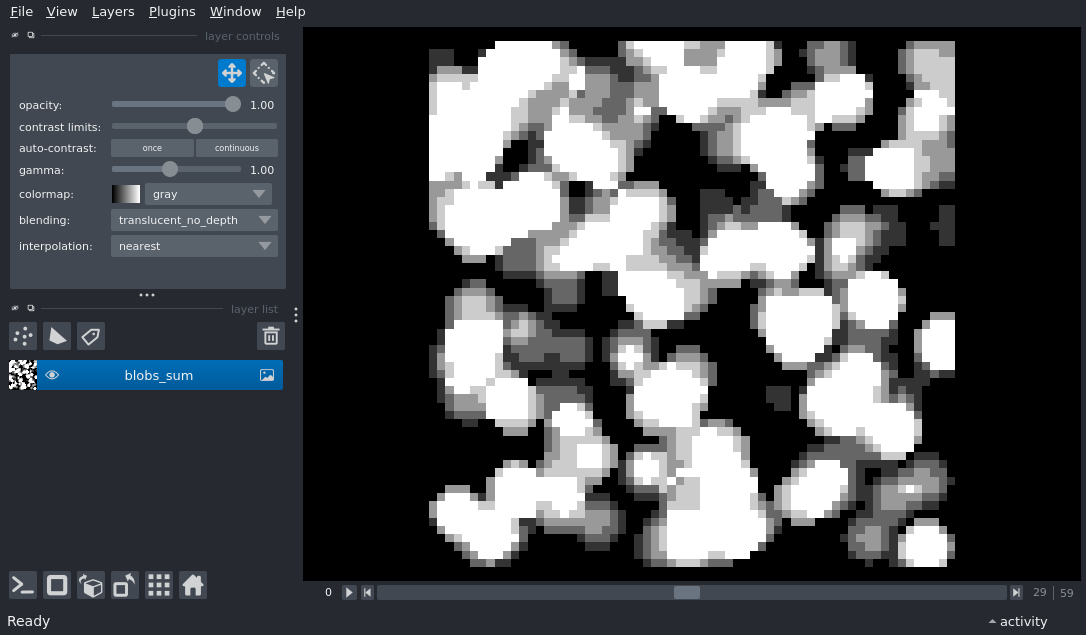 File View Layers Plugins Window Help
layer controls
opacity: 1.00
contrast limits:
auto-contrast: once continuous
gamma: 1.00
colormap: gray
blending: translucent_no_depth
interpolation: nearest
layer list
blobs_sum
0 29 59
Ready activity